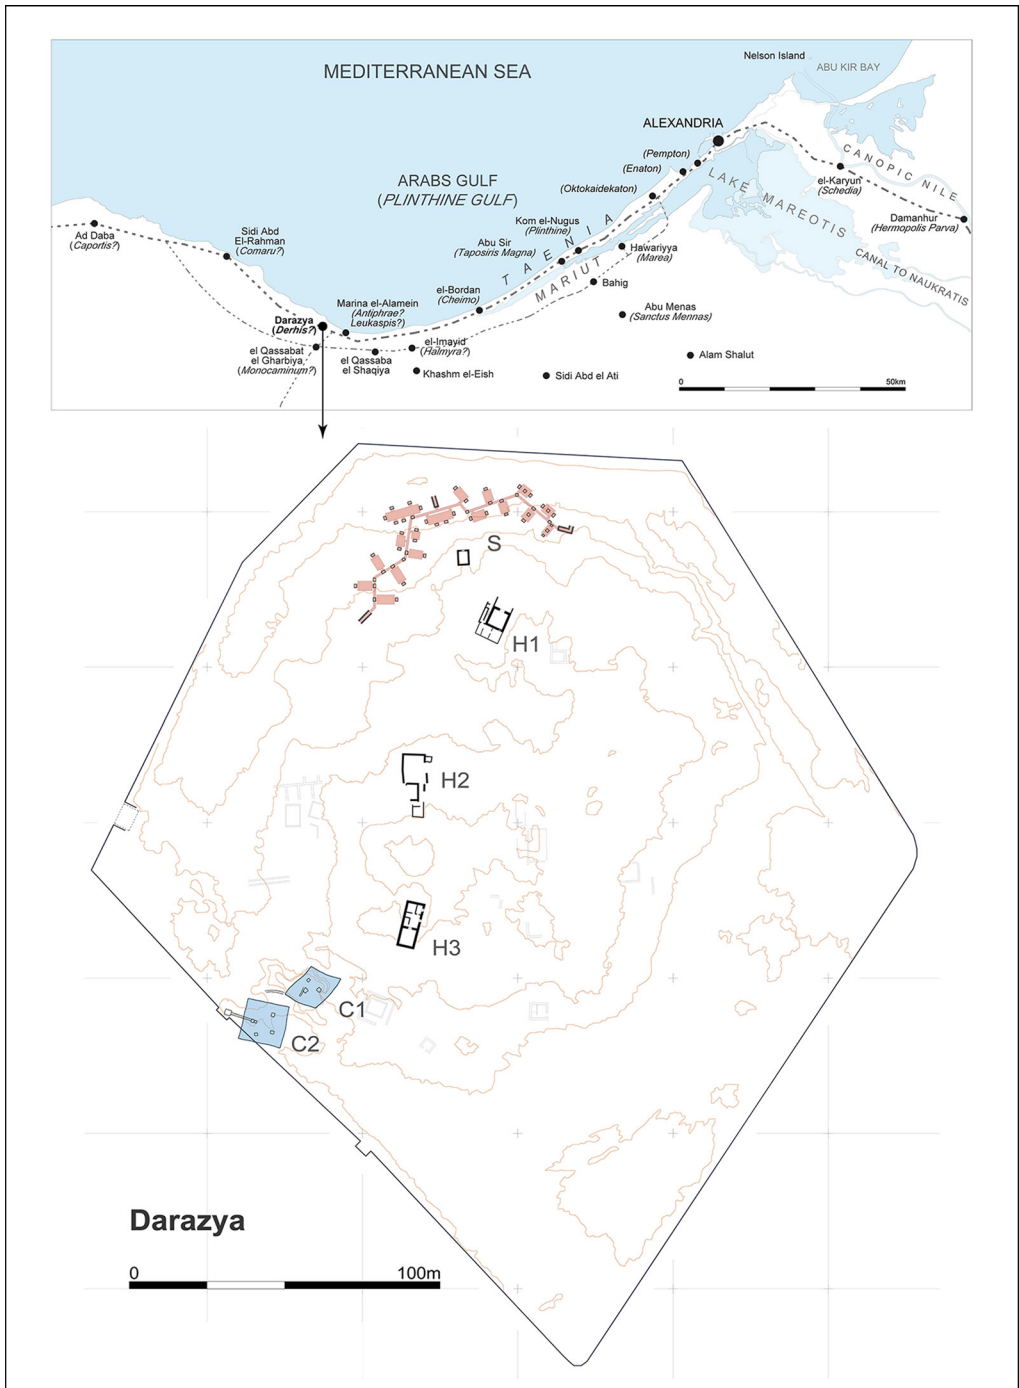 Nelson Island
ABU KIR BAY
MEDITERRANEAN SEA
ALEXANDRIA
(Pempton)
(Enaton)
CANOPIC NILE
el-Karyun
(Schedia)
ARABS GULF
(PLINTHINE GULF)
(Oktokaidekaton)
LAKE MAREOTIS
Damanhur
(Hermopolis Parva)
Kom el-Nugus
(Plinthine)
TAENIA
Ad Daba
(Caportis?)
Sidi Abd
El-Rahman
(Comaru?)
Abu Sir
(Taposiris Magna)
Hawariyya
(Marea)
CANAL TO NAUKRATIS
MARIUT
Bahig
el-Bordan
(Cheimo)
Marina el-Alamein
(Antiphrae?
Leukaspis?)
Abu Menas
(Sanctus Mennas)
Darazya
(Derhis?)
el-Imayid
(Halmyra?)
el Qassabat
el Gharbiya
(Monocaminum?)
el Qassaba
el Shaqiya
Khashm el-Eish
Sidi Abd el Ati
Alam Shalut
0 50km
S
H1
H2
H3
C1
C2
Darazya
0 100m